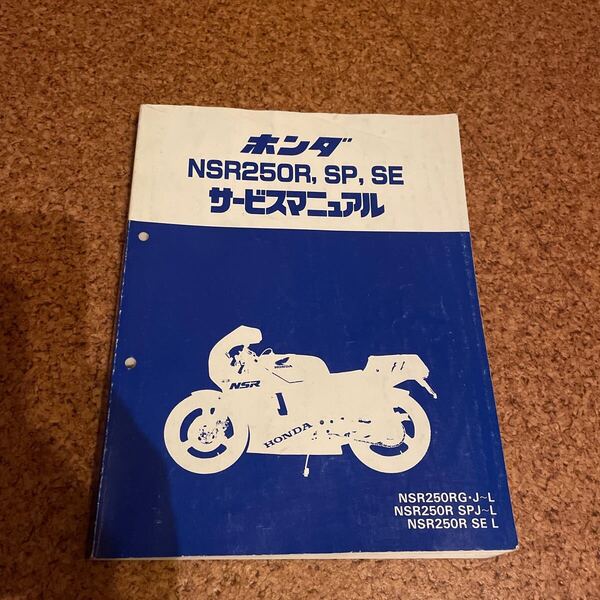 ホンダ
NSR250R, SP, SE
サービスマニュアル
HONDA
NSR
HONDA
NSR250RG・J~L
NSR250R SPJ~L
NSR250R SE L